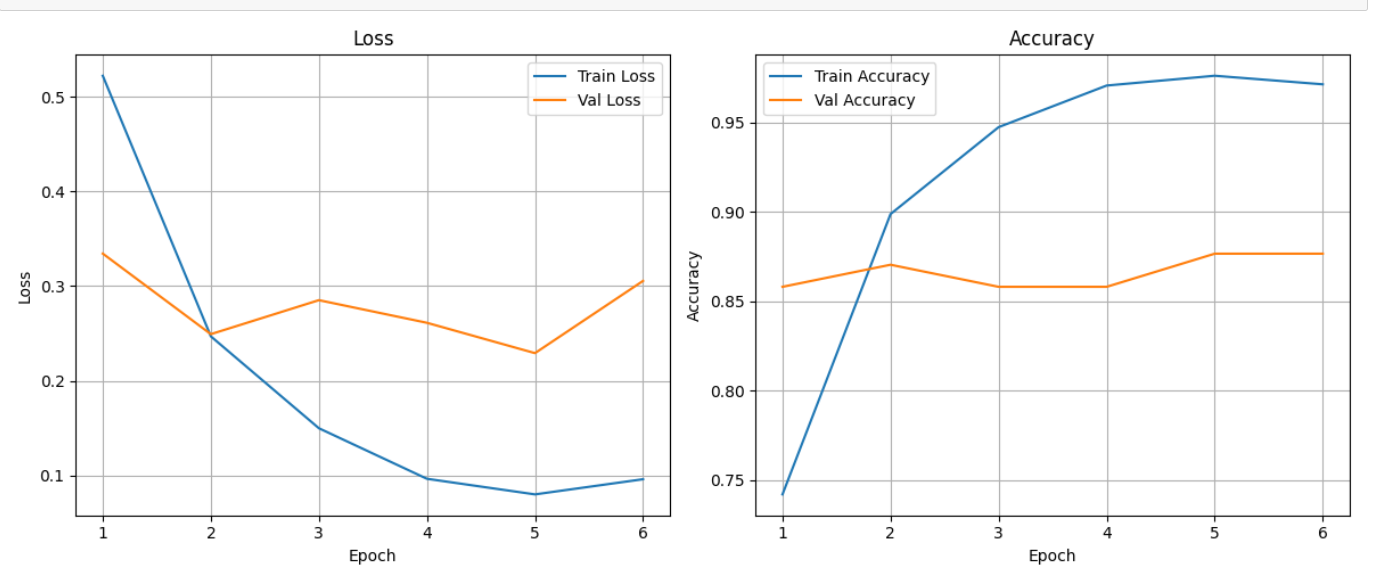 Loss
Train Loss
Val Loss
0.5
0.4
0.3
0.2
0.1
Loss
1 2 3 4 5 6
Epoch
Accuracy
Train Accuracy
Val Accuracy
0.95
0.90
0.85
0.80
0.75
Accuracy
1 2 3 4 5 6
Epoch